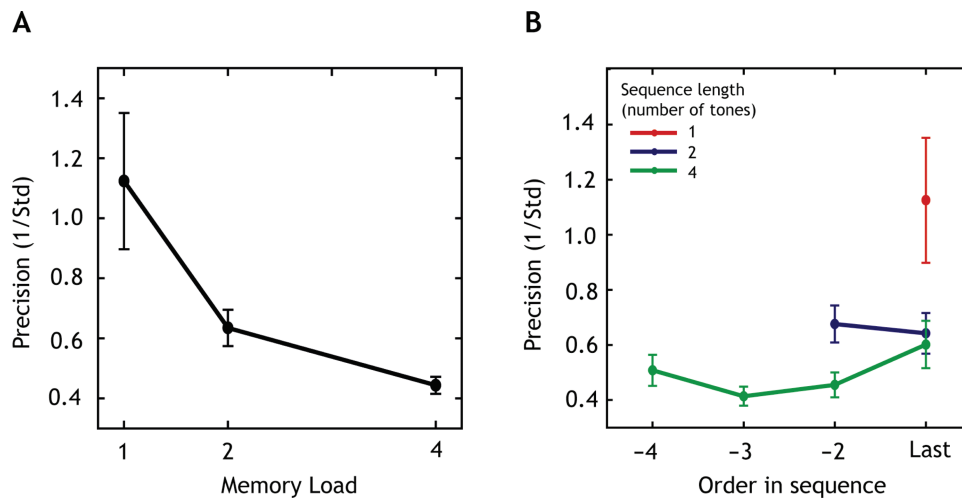 A
Precision (1/Std)
1.4
1.2
1.0
0.8
0.6
0.4
1
2
4
Memory Load
B
Sequence length
(number of tones)
1
2
4
Precision (1/Std)
1.4
1.2
1.0
0.8
0.6
0.4
−4
−3
−2
Last
Order in sequence